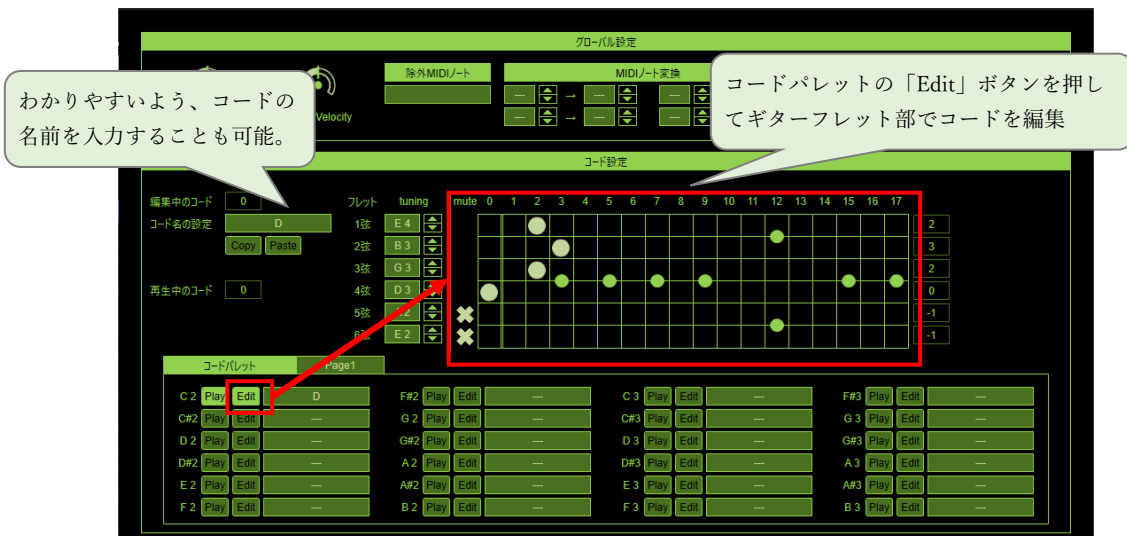 グローバル設定
除外MIDIノート MIDIノート変換
--- → --- ---
Velocity --- → --- ---
わかりやすいよう、コードの
名前を入力することも可能。
コードパレットの「Edit」ボタンを押し
てギターフレット部でコードを編集
コード設定
編集中のコード 0 フレット tuning mute 0 1 2 3 4 5 6 7 8 9 10 11 12 13 14 15 16 17
コード名の設定 D 1弦 E 4 2
Copy Paste 2弦 B 3 3
3弦 G 3 2
再生中のコード 0 4弦 D 3 0
5弦 2 -1
6弦 E 2 -1
コードパレット Page1
C 2 Play Edit D F#2 Play Edit --- C 3 Play Edit --- F#3 Play Edit ---
C#2 Play Edit --- G 2 Play Edit --- C#3 Play Edit --- G 3 Play Edit ---
D 2 Play Edit --- G#2 Play Edit --- D 3 Play Edit --- G#3 Play Edit ---
D#2 Play Edit --- A 2 Play Edit --- D#3 Play Edit --- A 3 Play Edit ---
E 2 Play Edit --- A#2 Play Edit --- E 3 Play Edit --- A#3 Play Edit ---
F 2 Play Edit --- B 2 Play Edit --- F 3 Play Edit --- B 3 Play Edit ---